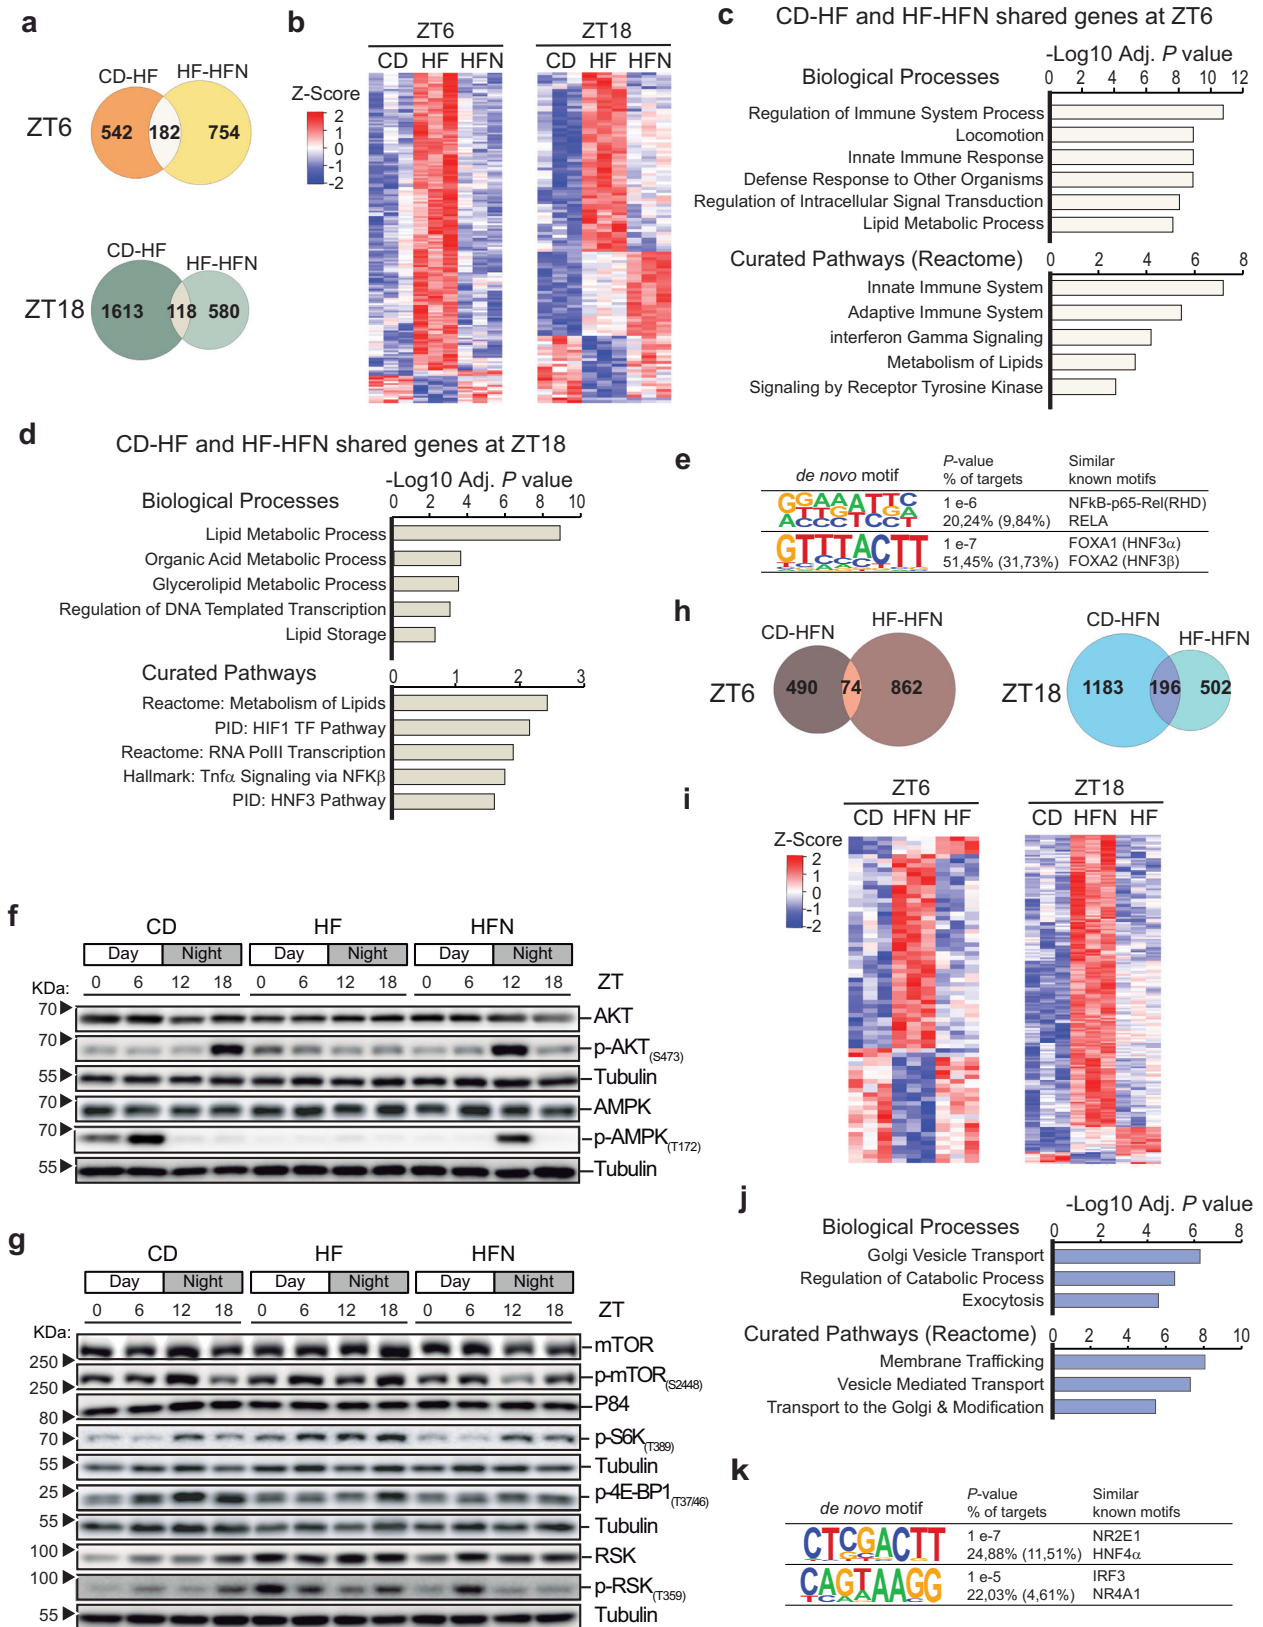 a
CD-HF
HF-HFN
ZT6
542
182
754
CD-HF
HF-HFN
ZT18
1613
118
580
b
ZT6
ZT18
CD HF HFN
CD HF HFN
Z-Score
2
1
0
-1
-2
c
CD-HF and HF-HFN shared genes at ZT6
-Log10 Adj. P value
Biological Processes
0 2 4 6 8 10 12
Regulation of Immune System Process
Locomotion
Innate Immune Response
Defense Response to Other Organisms
Regulation of Intracellular Signal Transduction
Lipid Metabolic Process
Curated Pathways (Reactome)
0 2 4 6 8
Innate Immune System
Adaptive Immune System
interferon Gamma Signaling
Metabolism of Lipids
Signaling by Receptor Tyrosine Kinase
d
CD-HF and HF-HFN shared genes at ZT18
-Log10 Adj. P value
Biological Processes
0 2 4 6 8 10
Lipid Metabolic Process
Organic Acid Metabolic Process
Glycerolipid Metabolic Process
Regulation of DNA Templated Transcription
Lipid Storage
Curated Pathways
0 1 2 3
Reactome: Metabolism of Lipids
PID: HIF1 TF Pathway
Reactome: RNA PolII Transcription
Hallmark: Tnfα Signaling via NFKβ
PID: HNF3 Pathway
e
de novo motif
P-value
% of targets
Similar
known motifs
GGAAATTC
1 e-6
20,24% (9,84%)
NFkB-p65-Rel(RHD)
RELA
GTTTACTT
1 e-7
51,45% (31,73%)
FOXA1 (HNF3α)
FOXA2 (HNF3β)
f
CD HF HFN
Day Night Day Night Day Night
KDa:
0 6 12 18 0 6 12 18 0 6 12 18 ZT
70 AKT
70 p-AKT(S473)
55 Tubulin
70 AMPK
70 p-AMPK(T172)
55 Tubulin
g
CD HF HFN
Day Night Day Night Day Night
0 6 12 18 0 6 12 18 0 6 12 18 ZT
KDa:
250 mTOR
250 p-mTOR(S2448)
80 P84
70 p-S6K(T389)
55 Tubulin
25 p-4E-BP1(T37/46)
55 Tubulin
100 RSK
100 p-RSK(T359)
55 Tubulin
h
CD-HFN
HF-HFN
ZT6
490
74
862
CD-HFN
HF-HFN
ZT18
1183
196
502
i
ZT6
ZT18
CD HFN HF
CD HFN HF
Z-Score
2
1
0
-1
-2
j
-Log10 Adj. P value
Biological Processes
0 2 4 6 8
Golgi Vesicle Transport
Regulation of Catabolic Process
Exocytosis
Curated Pathways (Reactome)
0 2 4 6 8 10
Membrane Trafficking
Vesicle Mediated Transport
Transport to the Golgi & Modification
k
de novo motif
P-value
% of targets
Similar
known motifs
CTCGACTT
1 e-7
24,88% (11,51%)
NR2E1
HNF4α
CAGTAAGG
1 e-5
22,03% (4,61%)
IRF3
NR4A1